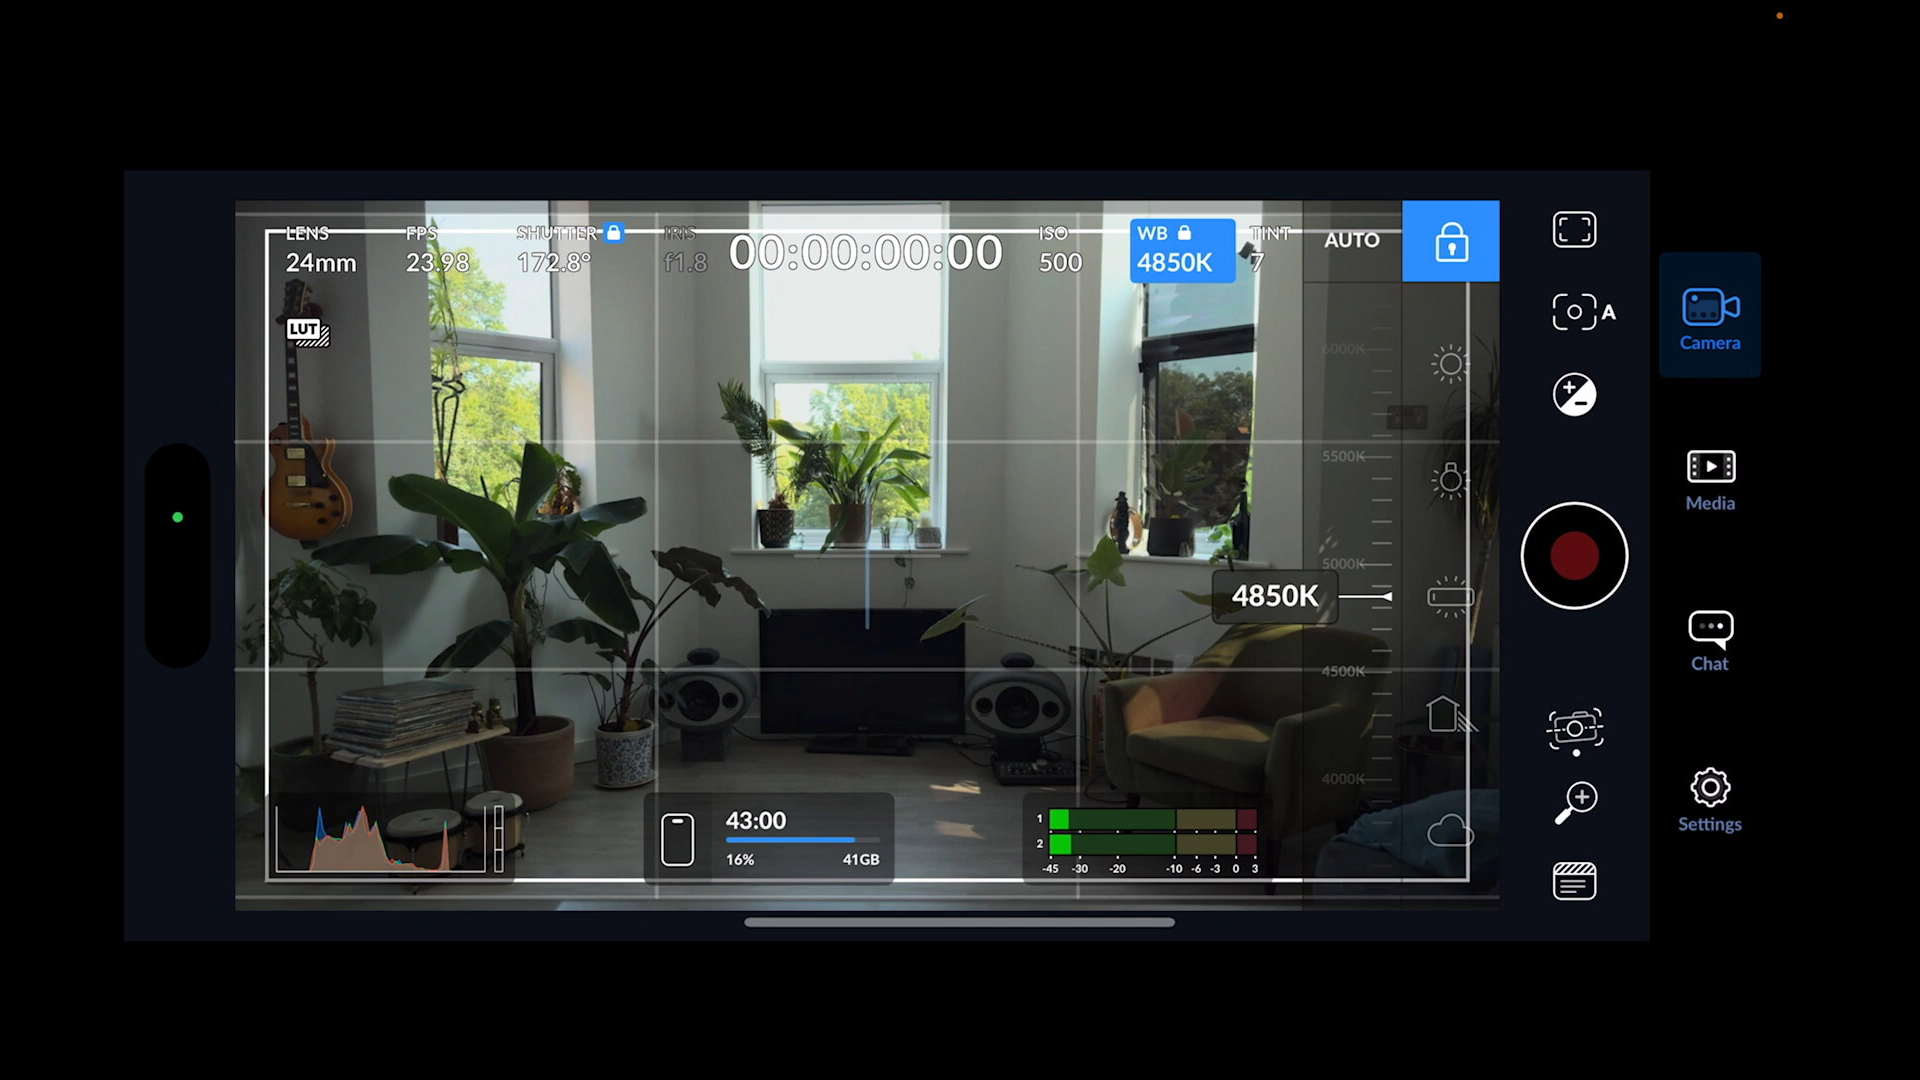 LENS
24mm
FPS
23.98
SHUTTER
172.8°
IRIS
f1.8
00:00:00:00
ISO
500
WB
4850K
TINT
7
AUTO
LUT
A
6000K
5500K
5000K
4850K
4500K
4000K
Camera
Media
Chat
Settings
43:00
16%
41GB
1
2
-45 -30 -20 -10 -6 -3 0 3